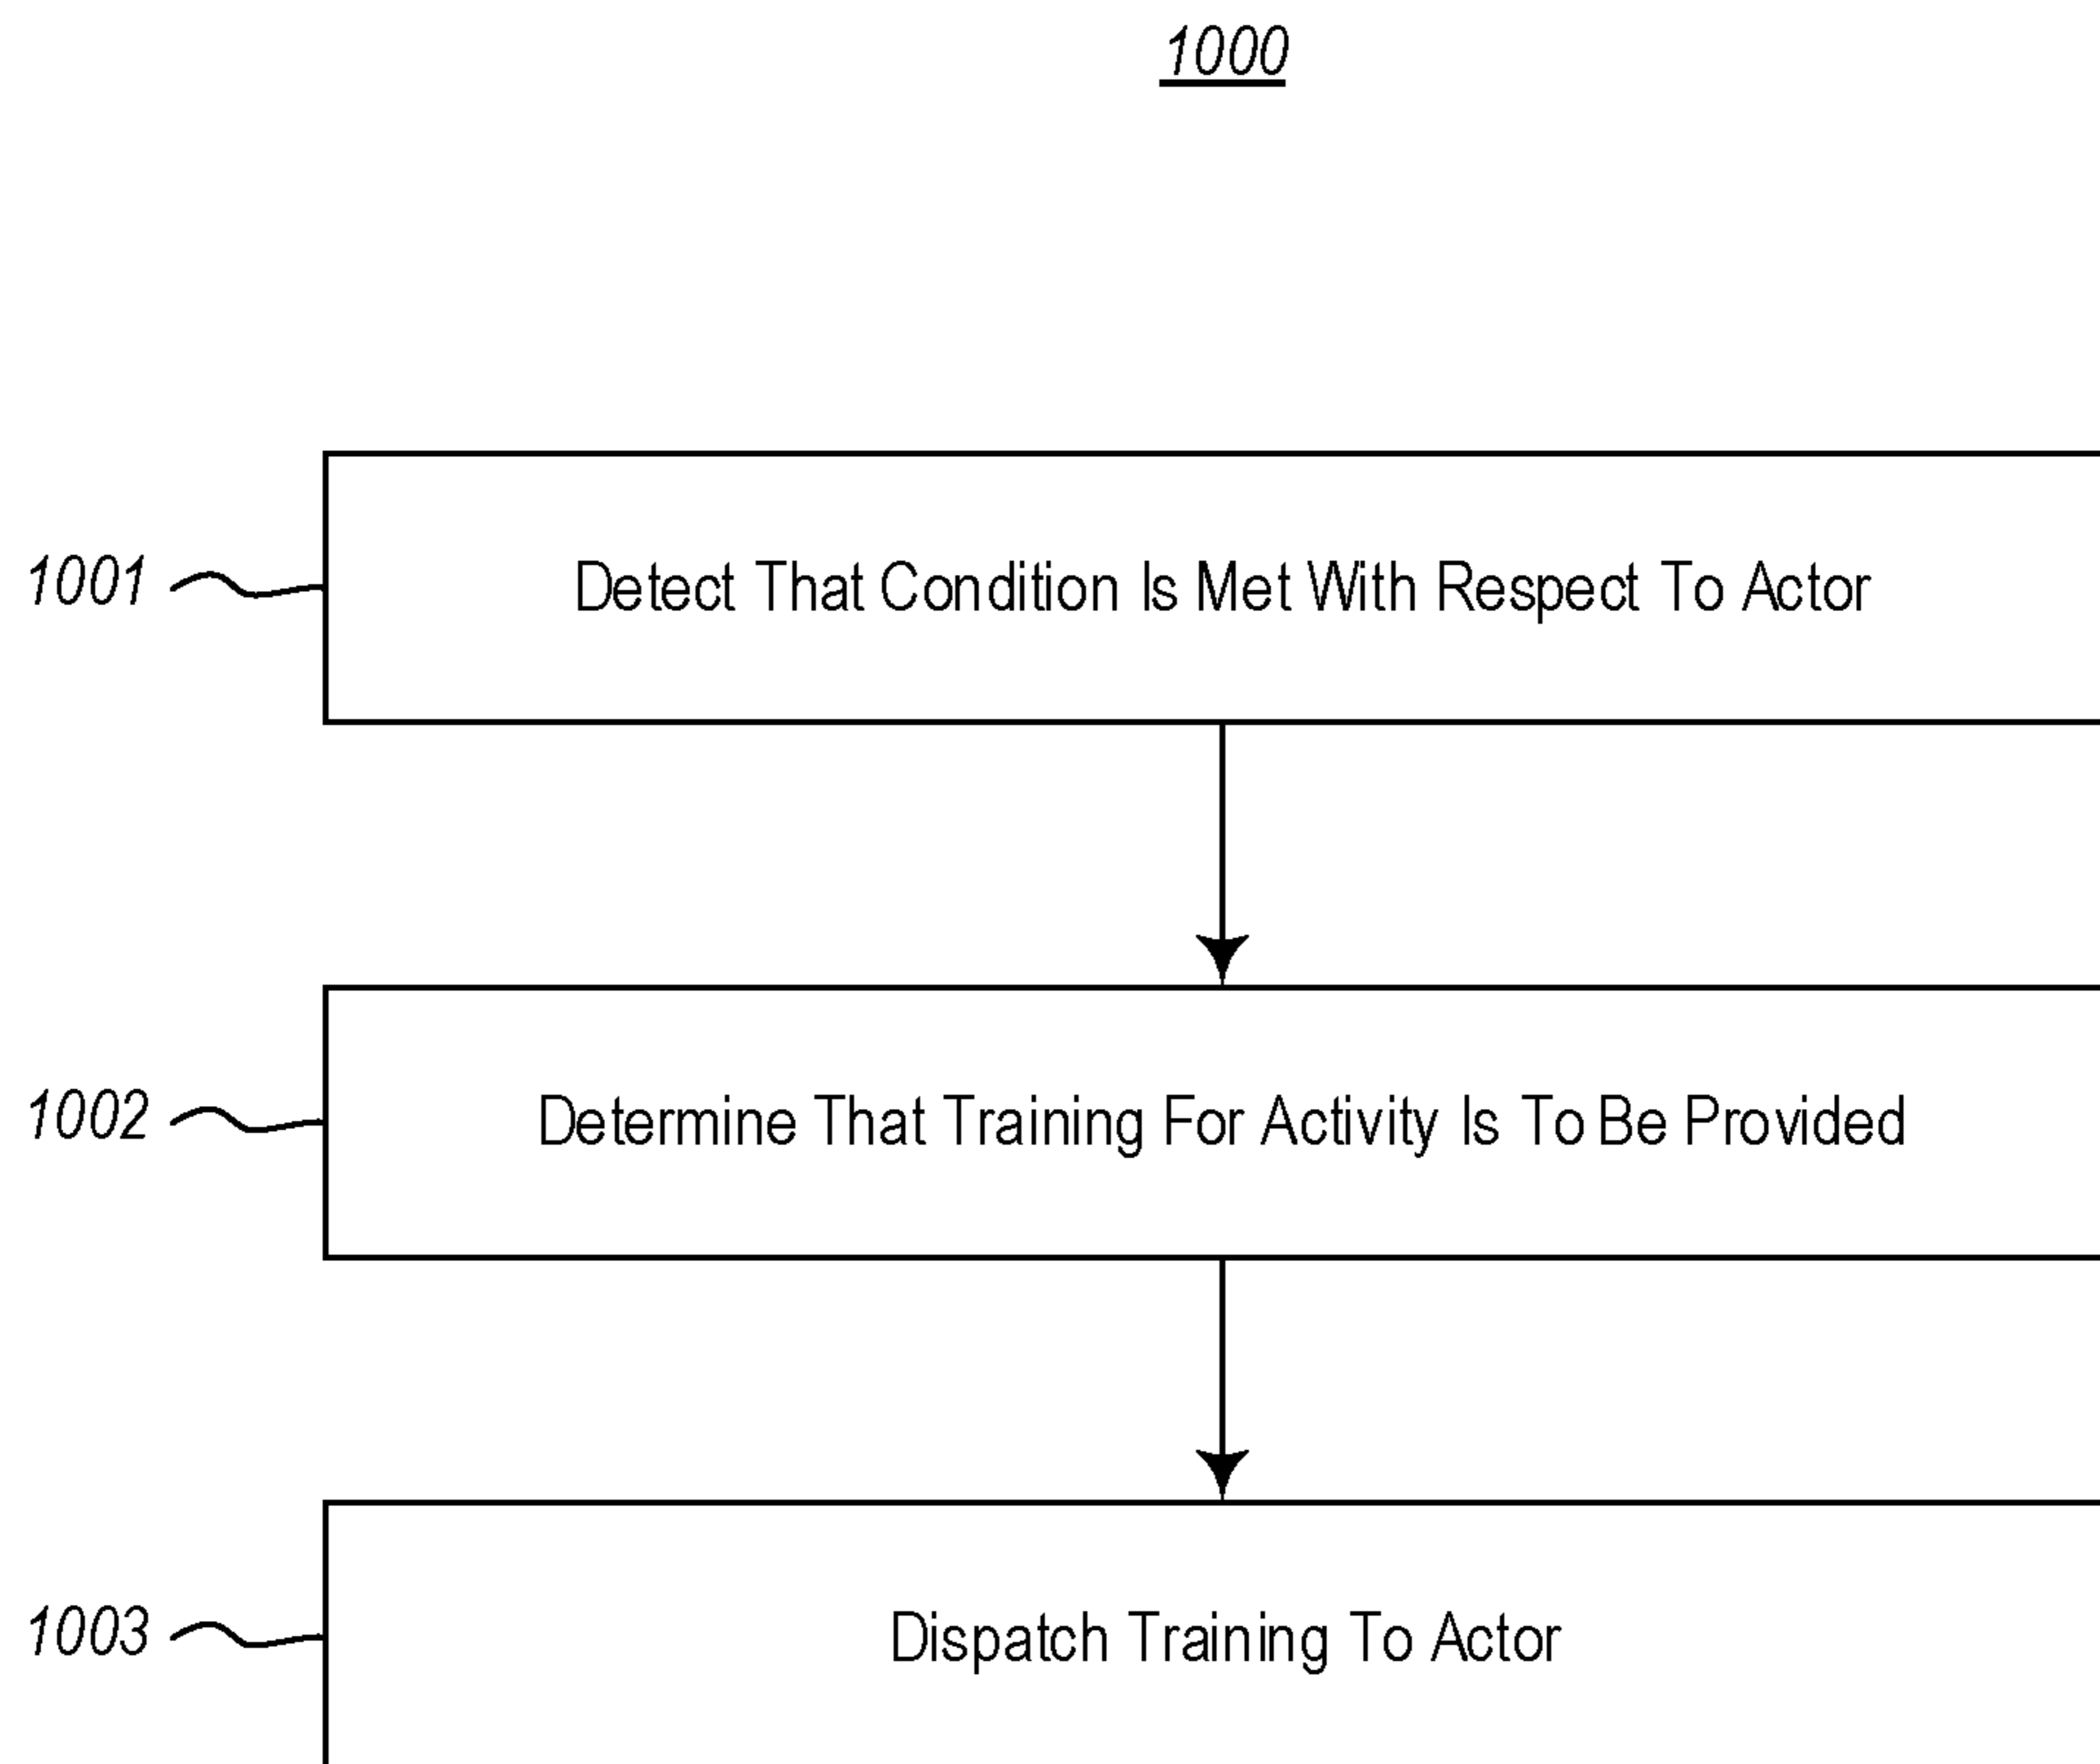 1000
1001 Detect That Condition Is Met With Respect To Actor
1002 Determine That Training For Activity Is To Be Provided
1003 Dispatch Training To Actor